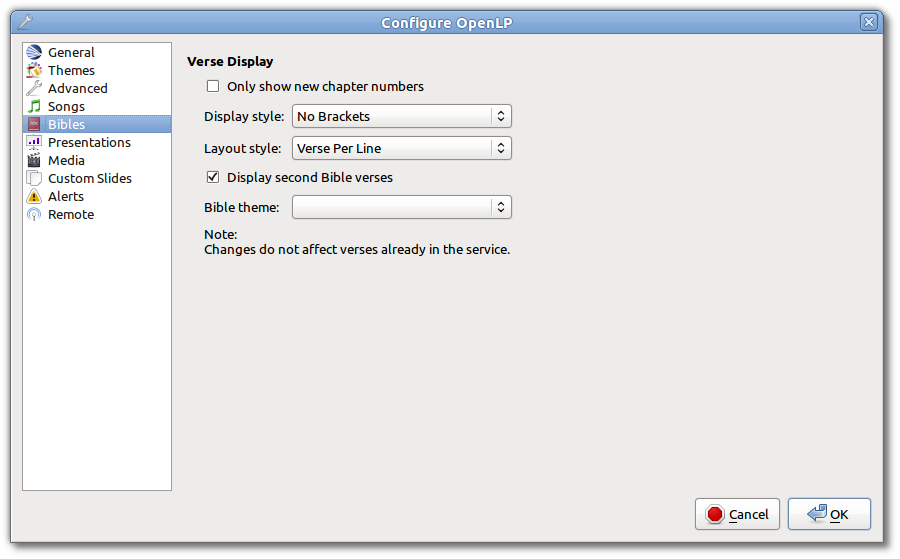 Configure OpenLP
General
Themes
Advanced
Songs
Bibles
Presentations
Media
Custom Slides
Alerts
Remote
Verse Display
Only show new chapter numbers
Display style: No Brackets
Layout style: Verse Per Line
Display second Bible verses
Bible theme:
Note:
Changes do not affect verses already in the service.
Cancel OK